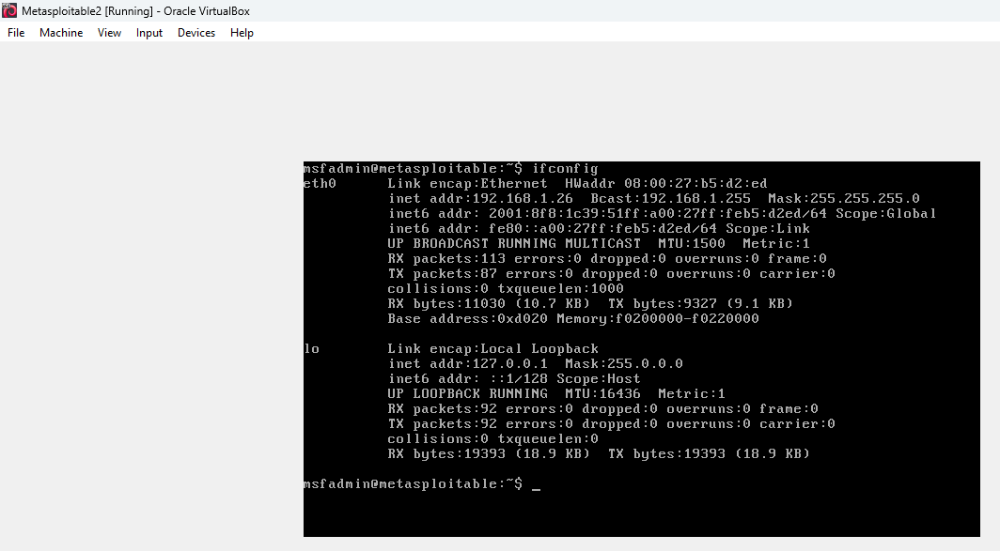 Metasploitable2 [Running] - Oracle VirtualBox
File Machine View Input Devices Help
msfadmin@metasploitable:~$ ifconfig
eth0 Link encap:Ethernet HWaddr 08:00:27:b5:d2:ed
inet addr:192.168.1.26 Bcast:192.168.1.255 Mask:255.255.255.0
inet6 addr: 2001:8f8:1c39:51ff:a00:27ff:feb5:d2ed/64 Scope:Global
inet6 addr: fe80::a00:27ff:feb5:d2ed/64 Scope:Link
UP BROADCAST RUNNING MULTICAST MTU:1500 Metric:1
RX packets:113 errors:0 dropped:0 overruns:0 frame:0
TX packets:87 errors:0 dropped:0 overruns:0 carrier:0
collisions:0 txqueuelen:1000
RX bytes:11030 (10.7 KB) TX bytes:9327 (9.1 KB)
Base address:0xd020 Memory:f0200000-f0220000
lo Link encap:Local Loopback
inet addr:127.0.0.1 Mask:255.0.0.0
inet6 addr: ::1/128 Scope:Host
UP LOOPBACK RUNNING MTU:16436 Metric:1
RX packets:92 errors:0 dropped:0 overruns:0 frame:0
TX packets:92 errors:0 dropped:0 overruns:0 carrier:0
collisions:0 txqueuelen:0
RX bytes:19393 (18.9 KB) TX bytes:19393 (18.9 KB)
msfadmin@metasploitable:~$ _